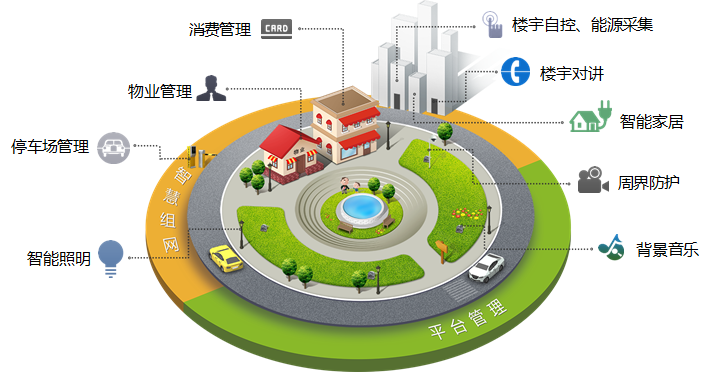 消费管理
CARD
楼宇自控、能源采集
物业管理
楼宇对讲
智能家居
停车场管理
周界防护
智能照明
背景音乐
物业
智慧组网
平台管理